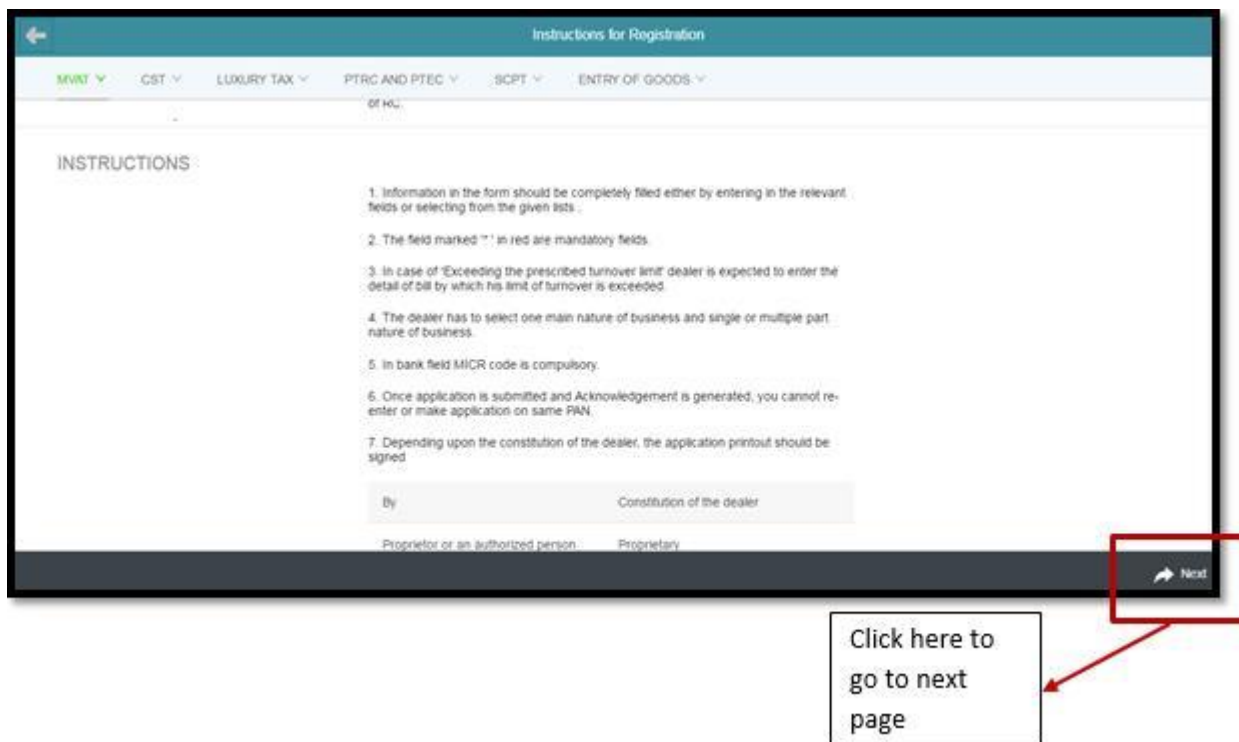 Instructions for Registration
MVAT CST LUXURY TAX PTRC AND PTEC SCPT ENTRY OF GOODS
of RC.
INSTRUCTIONS
1. Information in the form should be completely filled either by entering in the relevant
fields or selecting from the given lists .
2. The field marked '*' in red are mandatory fields.
3. In case of 'Exceeding the prescribed turnover limit' dealer is expected to enter the
detail of bill by which his limit of turnover is exceeded.
4. The dealer has to select one main nature of business and single or multiple part
nature of business.
5. In bank field MICR code is compulsory.
6. Once application is submitted and Acknowledgement is generated, you cannot re-
enter or make application on same PAN.
7. Depending upon the constitution of the dealer, the application printout should be
signed
By Constitution of the dealer
Proprietor or an authorized person Proprietary
Next
Click here to
go to next
page